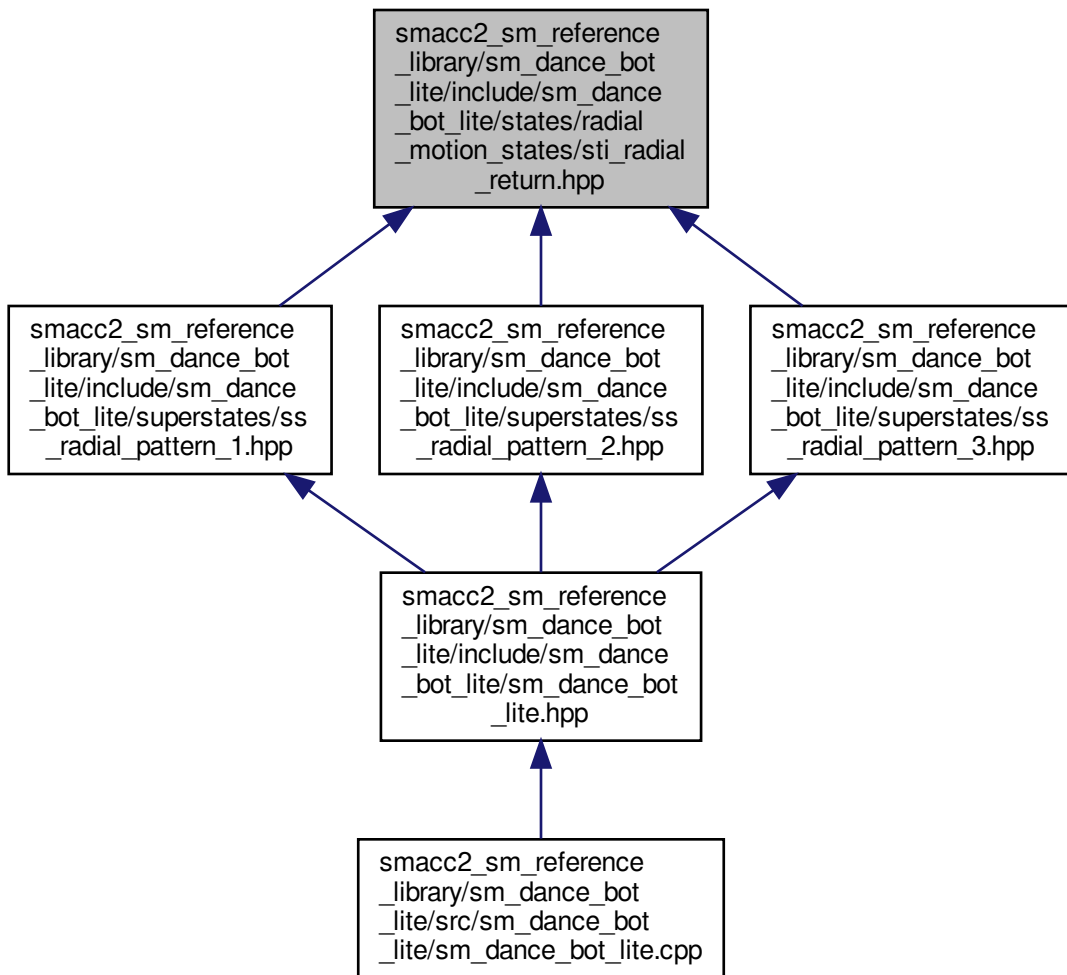 smacc2_sm_reference
_library/sm_dance_bot
_lite/include/sm_dance
_bot_lite/states/radial
_motion_states/sti_radial
_return.hpp
smacc2_sm_reference
_library/sm_dance_bot
_lite/include/sm_dance
_bot_lite/superstates/ss
_radial_pattern_1.hpp
smacc2_sm_reference
_library/sm_dance_bot
_lite/include/sm_dance
_bot_lite/superstates/ss
_radial_pattern_2.hpp
smacc2_sm_reference
_library/sm_dance_bot
_lite/include/sm_dance
_bot_lite/superstates/ss
_radial_pattern_3.hpp
smacc2_sm_reference
_library/sm_dance_bot
_lite/include/sm_dance
_bot_lite/sm_dance_bot
_lite.hpp
smacc2_sm_reference
_library/sm_dance_bot
_lite/src/sm_dance_bot
_lite/sm_dance_bot_lite.cpp